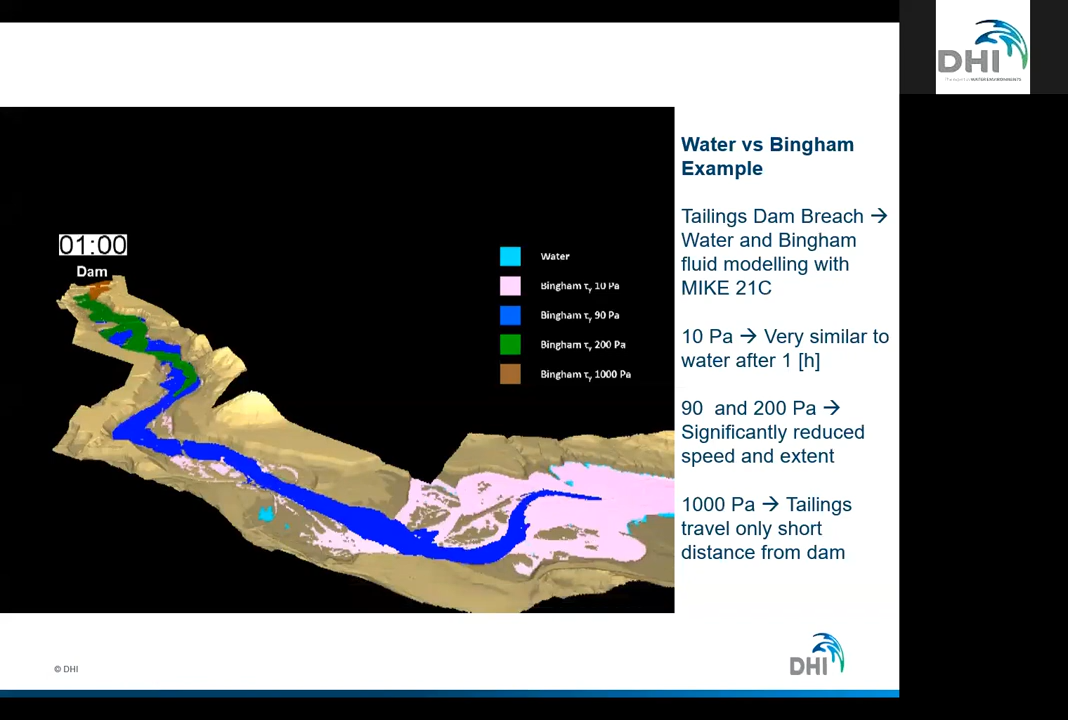 DHI
Water vs Bingham
Example
Tailings Dam Breach →
Water and Bingham
fluid modelling with
MIKE 21C
10 Pa → Very similar to
water after 1 [h]
90 and 200 Pa →
Significantly reduced
speed and extent
1000 Pa → Tailings
travel only short
distance from dam
01:00
Dam
Water
Bingham τy 10 Pa
Bingham τy 90 Pa
Bingham τy 200 Pa
Bingham τy 1000 Pa
© DHI
DHI